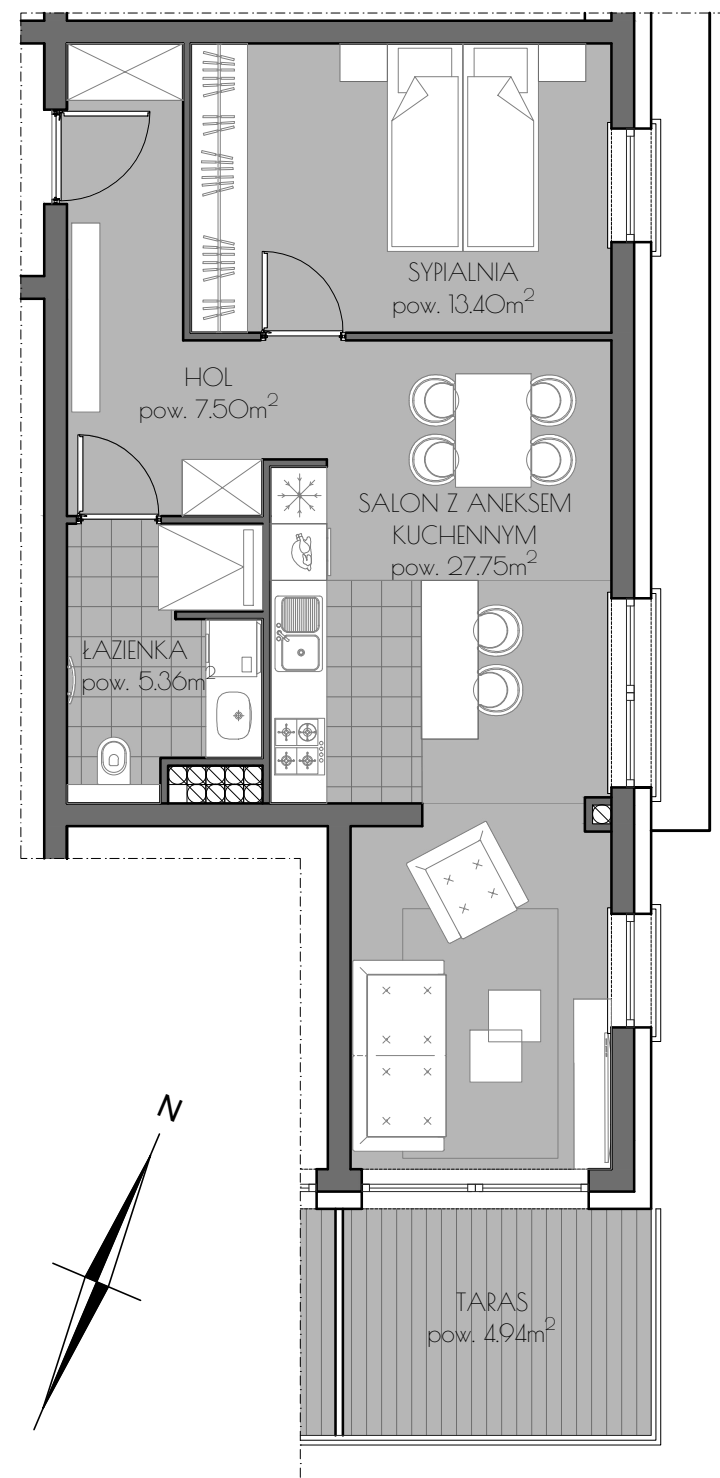 SYPIALNIA
pow. 13.40m²
HOL
pow. 7.50m²
SALON Z ANEKSEM
KUCHENNYM
pow. 27.75m²
ŁAZIENKA
pow. 5.36m²
N
TARAS
pow. 4.94m²